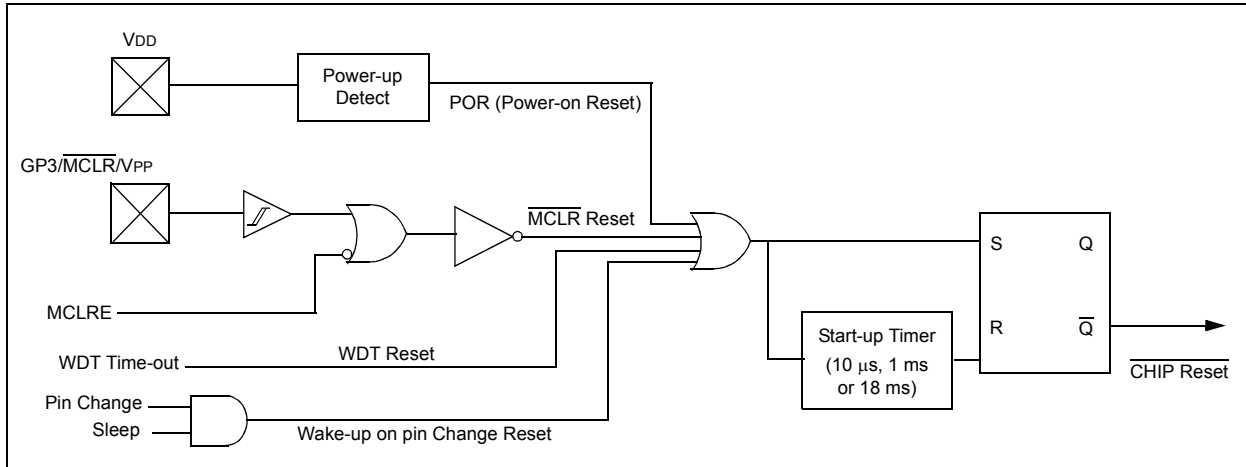 VDD
Power-up
Detect
POR (Power-on Reset)
GP3/MCLR/VPP
MCLR Reset
MCLRE
WDT Time-out
WDT Reset
Pin Change
Sleep
Wake-up on pin Change Reset
Start-up Timer
(10 μs, 1 ms
or 18 ms)
S
Q
R
Q
CHIP Reset